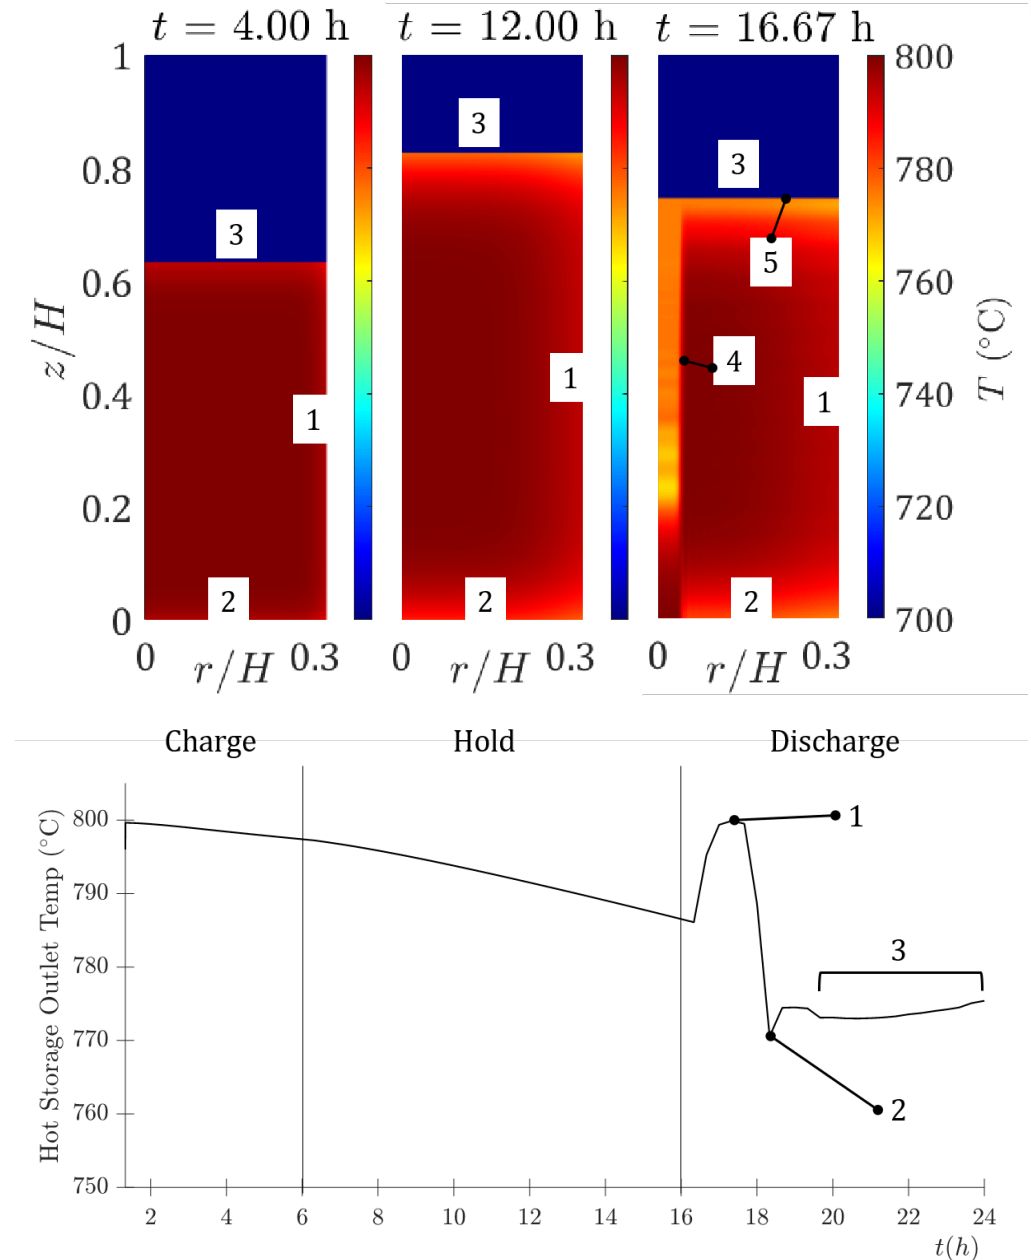 t = 4.00 h
t = 12.00 h
t = 16.67 h
1
0.8
0.6
0.4
0.2
0
z/H
3
1
2
3
1
2
3
5
4
1
2
800
780
760
740
720
700
T (°C)
0 r/H 0.3
0 r/H 0.3
0 r/H 0.3
Charge
Hold
Discharge
Hot Storage Outlet Temp (°C)
800
790
780
770
760
750
1
3
2
2 4 6 8 10 12 14 16 18 20 22 24
t(h)